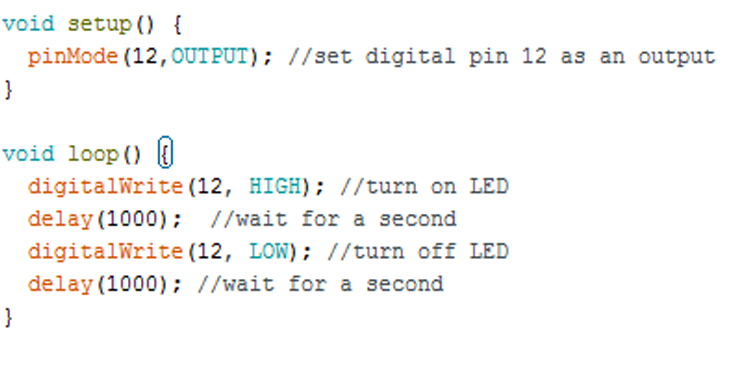 void setup() {
  pinMode(12,OUTPUT); //set digital pin 12 as an output
}

void loop() {
  digitalWrite(12, HIGH); //turn on LED
  delay(1000);  //wait for a second
  digitalWrite(12, LOW); //turn off LED
  delay(1000); //wait for a second
}